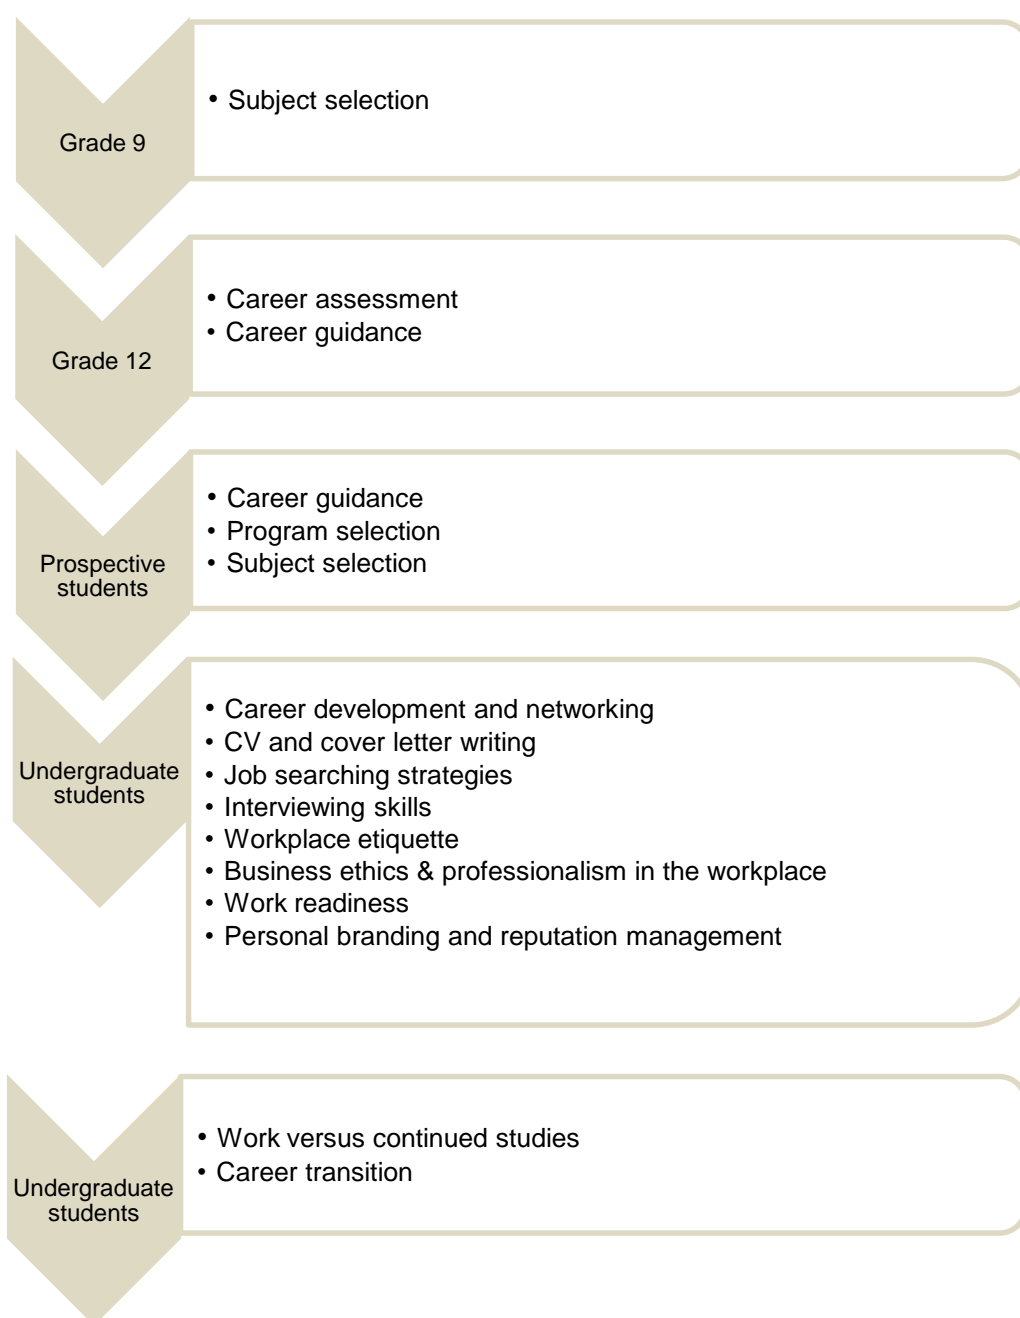 Grade 9
• Subject selection
Grade 12
• Career assessment
• Career guidance
Prospective
students
• Career guidance
• Program selection
• Subject selection
Undergraduate
students
• Career development and networking
• CV and cover letter writing
• Job searching strategies
• Interviewing skills
• Workplace etiquette
• Business ethics & professionalism in the workplace
• Work readiness
• Personal branding and reputation management
Undergraduate
students
• Work versus continued studies
• Career transition